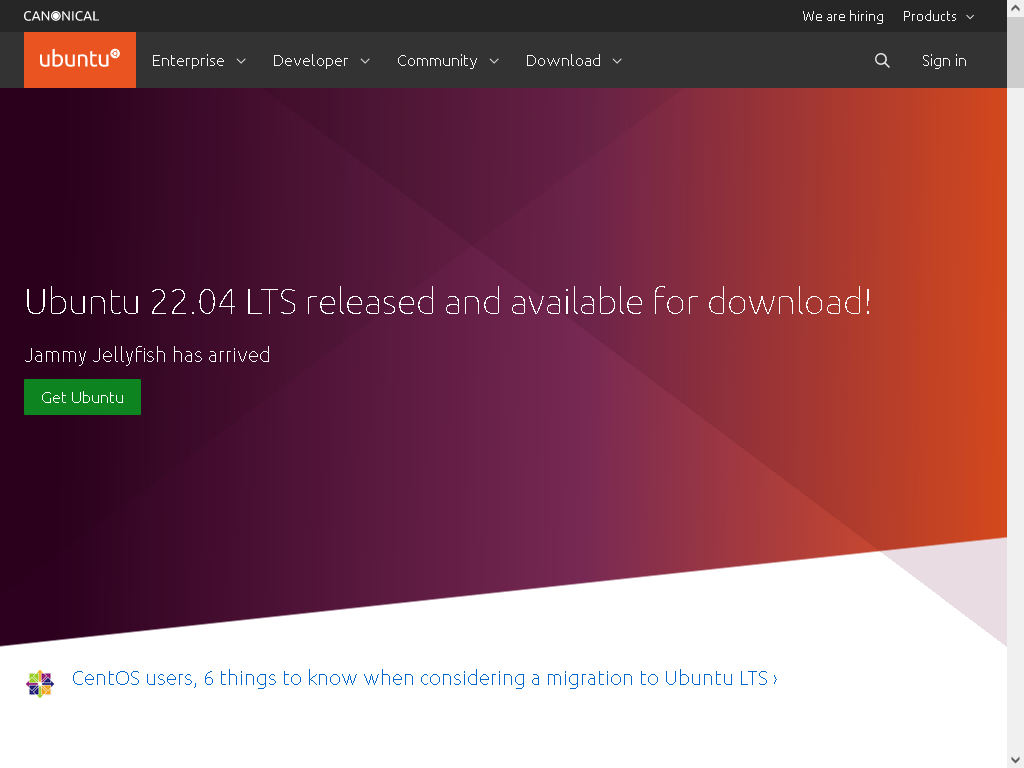 CANONICAL
We are hiring
Products
ubuntu
Enterprise
Developer
Community
Download
Sign in
Ubuntu 22.04 LTS released and available for download!
Jammy Jellyfish has arrived
Get Ubuntu
CentOS users, 6 things to know when considering a migration to Ubuntu LTS ›